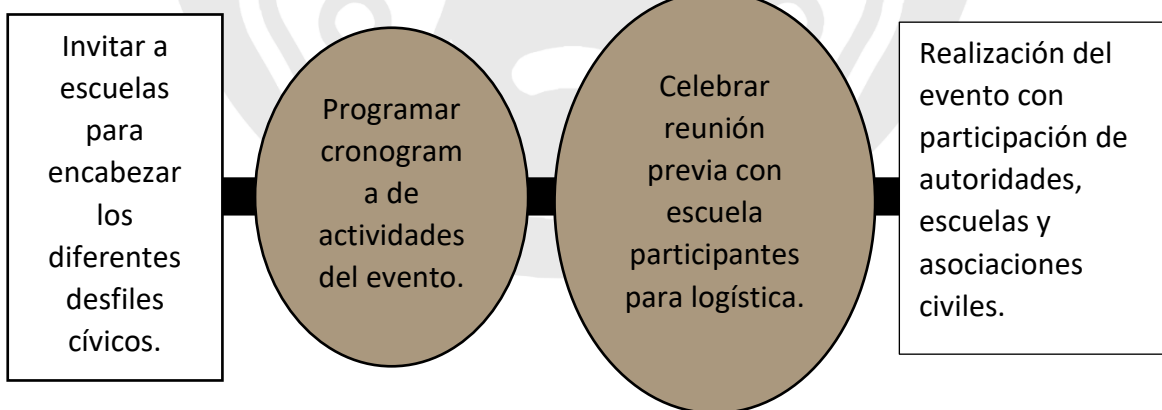 Invitar a
escuelas
para
encabezar
los
diferentes
desfiles
cívicos.
Programar
cronogram
a de
actividades
del evento.
Celebrar
reunión
previa con
escuela
participantes
para logística.
Realización del
evento con
participación de
autoridades,
escuelas y
asociaciones
civiles.